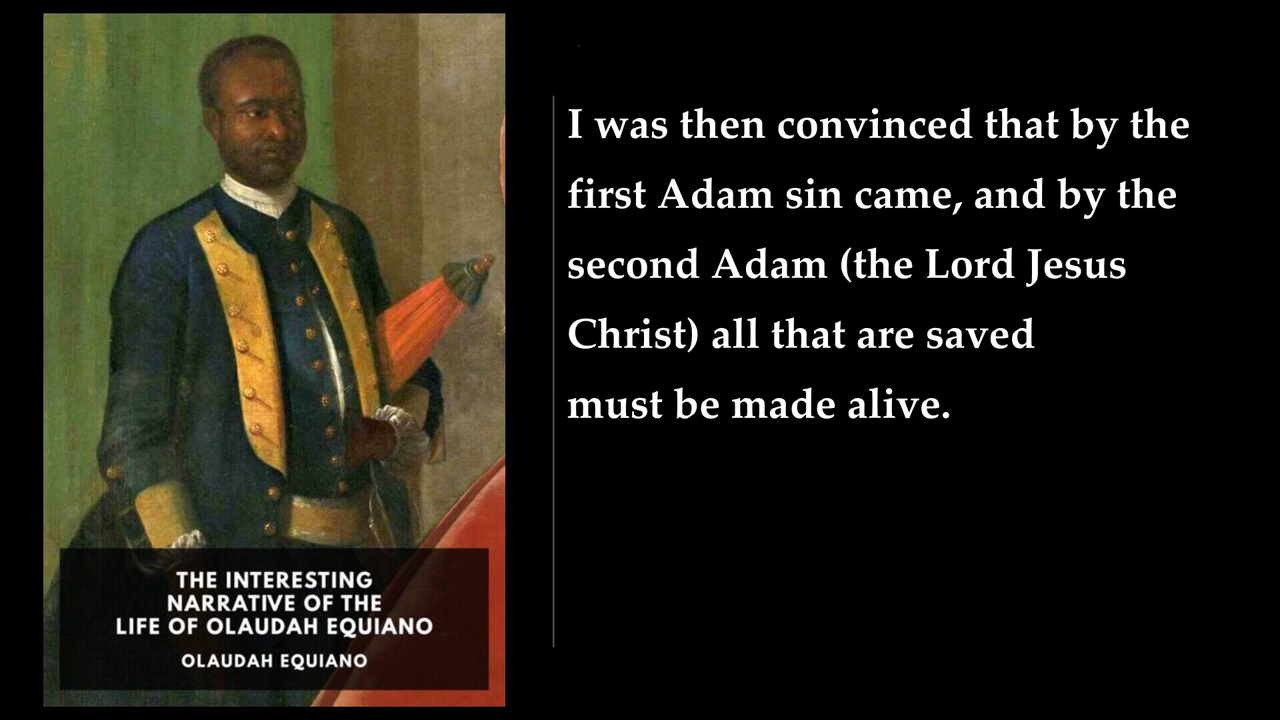 I was then convinced that by the
first Adam sin came, and by the
second Adam (the Lord Jesus
Christ) all that are saved
must be made alive.
THE INTERESTING
NARRATIVE OF THE
LIFE OF OLAUDAH EQUIANO
OLAUDAH EQUIANO